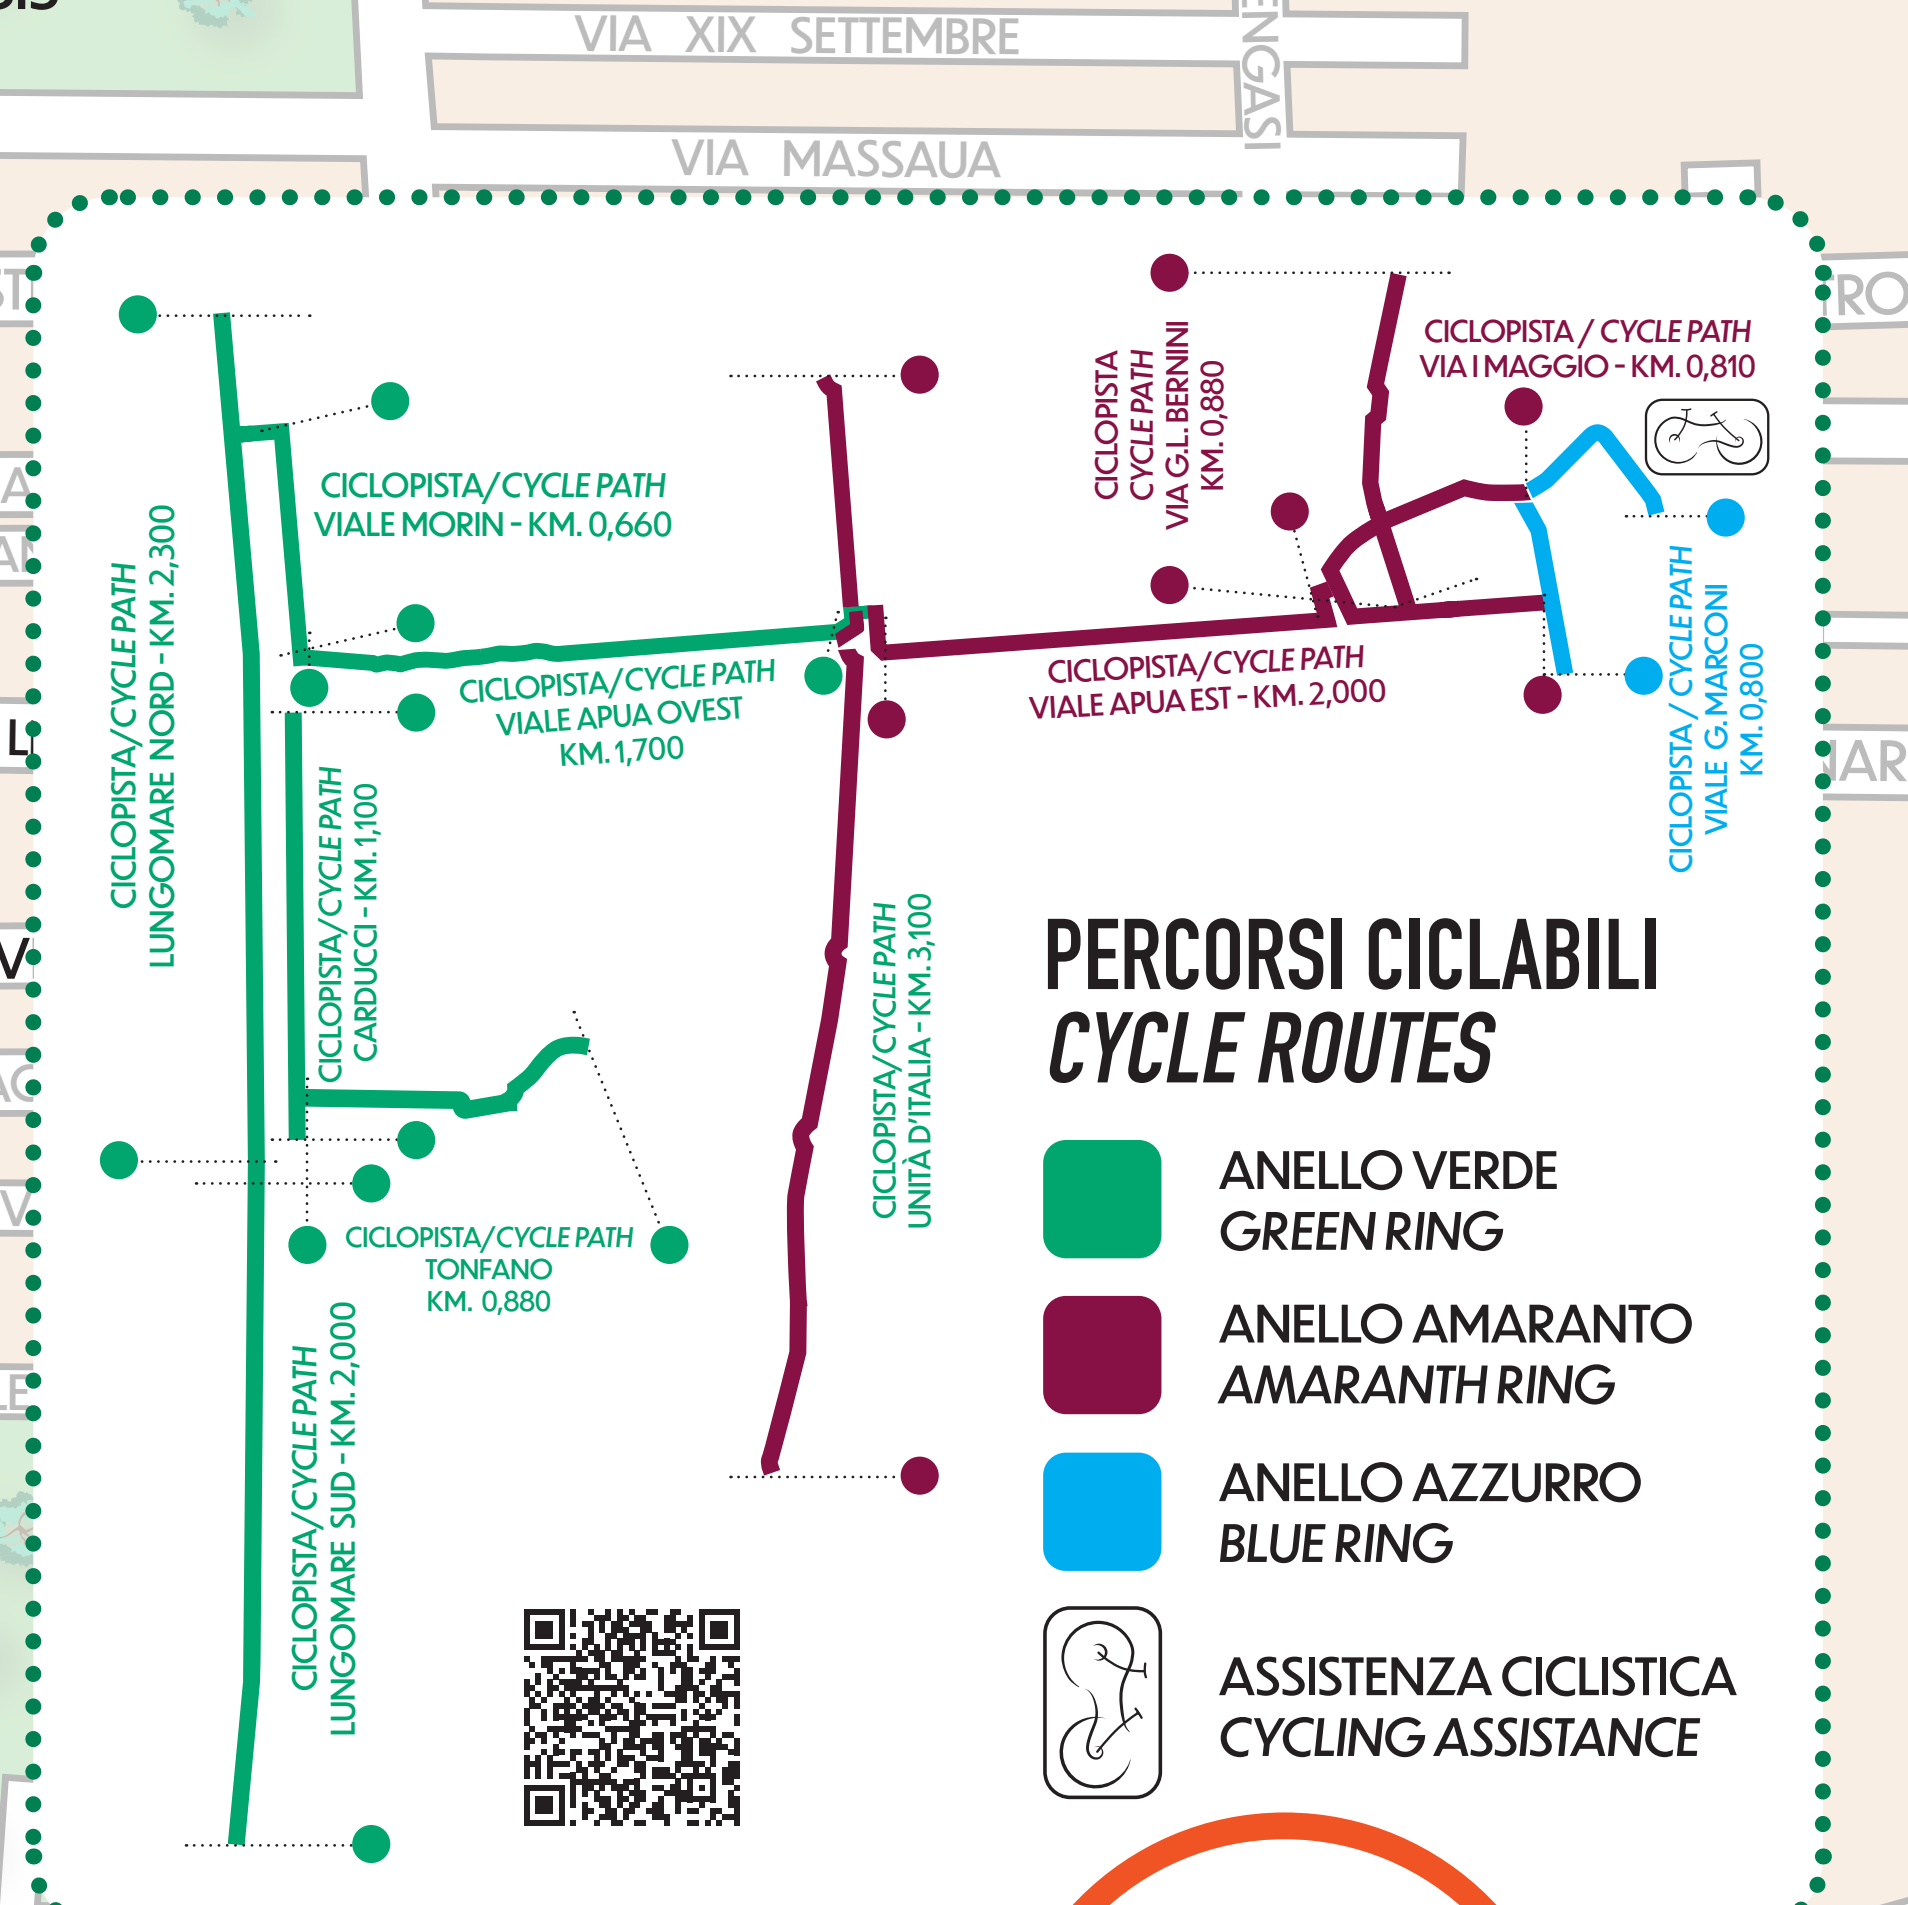 VIA XIX SETTEMBRE
ENGASI
VIA MASSAUA
CICLOPISTA/CYCLE PATH
LUNGOMARE NORD - KM. 2,300
CICLOPISTA/CYCLE PATH
VIALE MORIN - KM. 0,660
CICLOPISTA/CYCLE PATH
VIALE APUA OVEST
KM. 1,700
CICLOPISTA/CYCLE PATH
CARDUCCI - KM. 1,100
CICLOPISTA/CYCLE PATH
TONFANO
KM. 0,880
CICLOPISTA/CYCLE PATH
LUNGOMARE SUD - KM. 2,000
CICLOPISTA/CYCLE PATH
UNITÀ D'ITALIA - KM. 3,100
CICLOPISTA
CYCLE PATH
VIA G.L. BERNINI
KM. 0,880
CICLOPISTA / CYCLE PATH
VIA I MAGGIO - KM. 0,810
CICLOPISTA/CYCLE PATH
VIALE APUA EST - KM. 2,000
CICLOPISTA / CYCLE PATH
VIALE G. MARCONI
KM. 0,800
PERCORSI CICLABILI
CYCLE ROUTES
ANELLO VERDE
GREEN RING
ANELLO AMARANTO
AMARANTH RING
ANELLO AZZURRO
BLUE RING
ASSISTENZA CICLISTICA
CYCLING ASSISTANCE